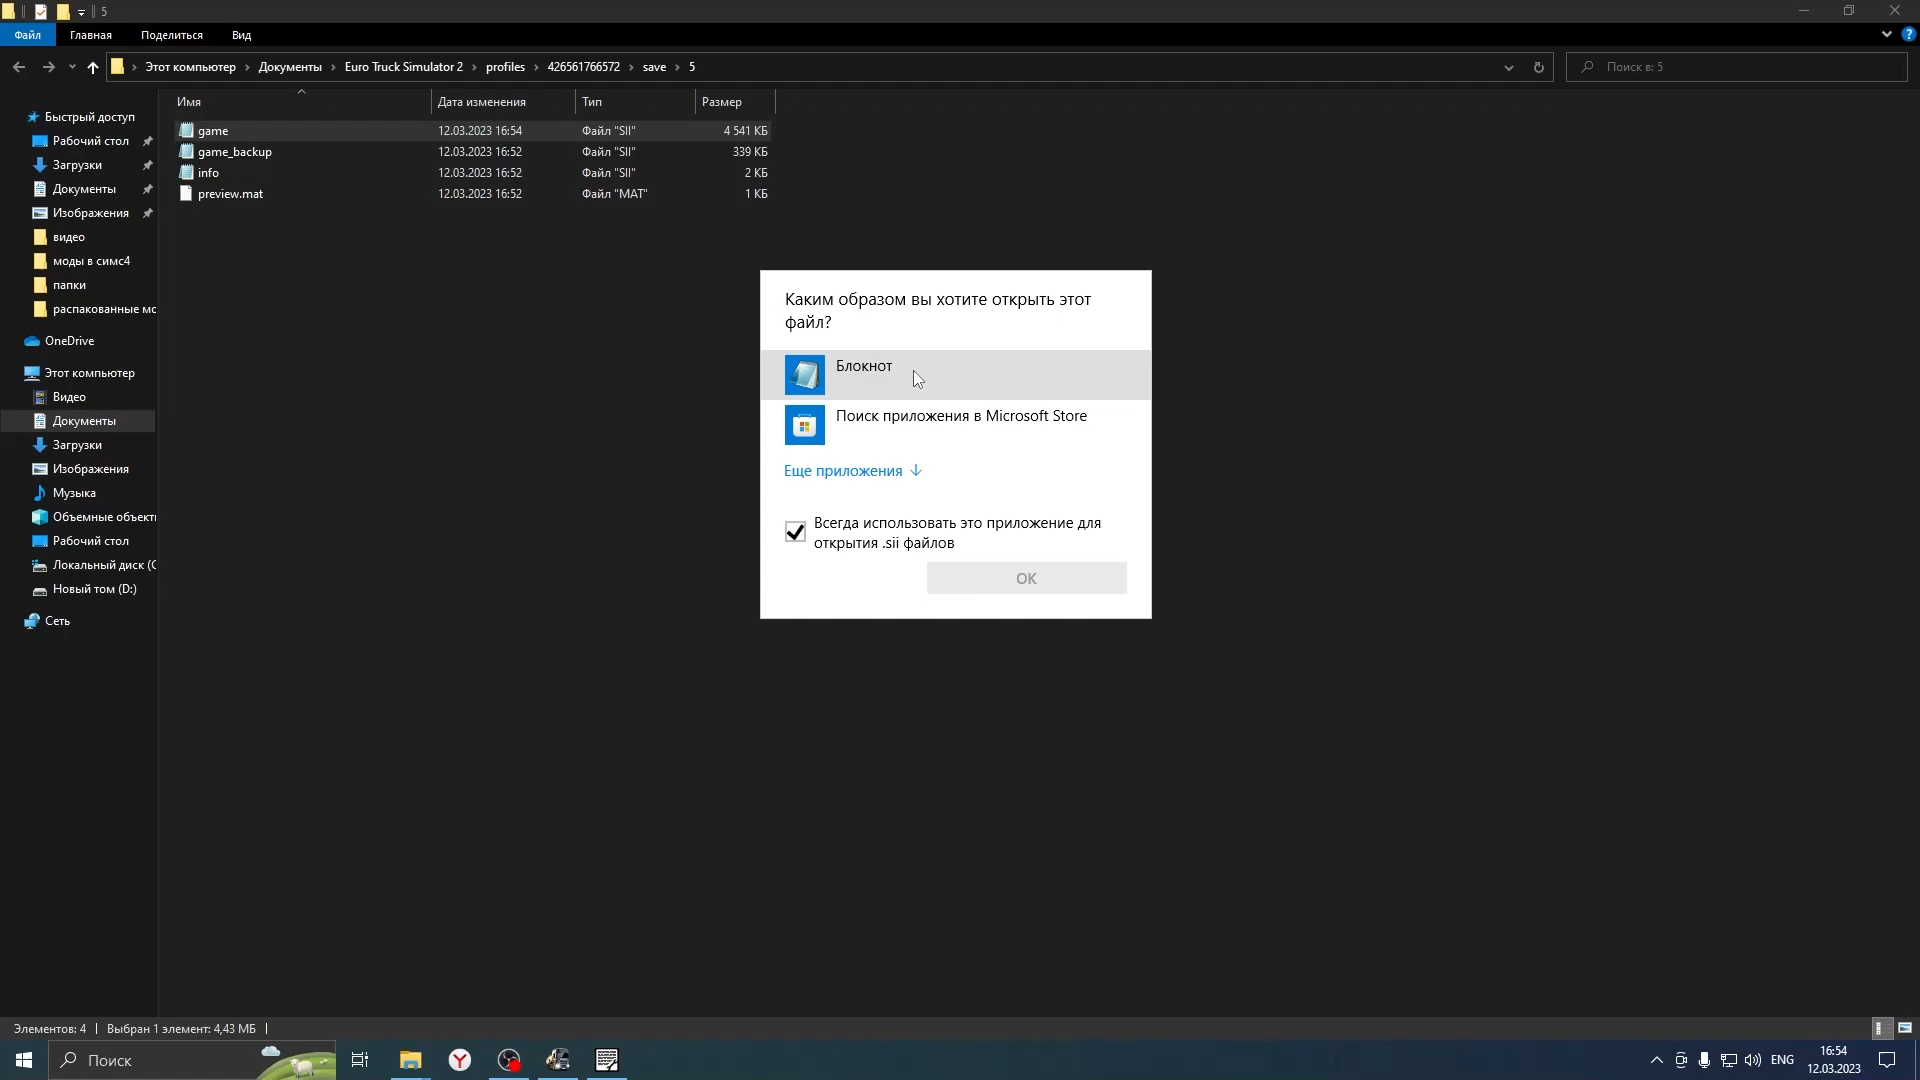 5
Файл
Главная
Поделиться
Вид
Этот компьютер
Документы
Euro Truck Simulator 2
profiles
426561766572
save
5
Поиск в: 5
Имя
Дата изменения
Тип
Размер
game
12.03.2023 16:54
Файл "SII"
4 541 КБ
game_backup
12.03.2023 16:52
Файл "SII"
339 КБ
info
12.03.2023 16:52
Файл "SII"
2 КБ
preview.mat
12.03.2023 16:52
Файл "MAT"
1 КБ
Быстрый доступ
Рабочий стол
Загрузки
Документы
Изображения
видео
моды в симс4
папки
распакованные мо
OneDrive
Этот компьютер
Видео
Документы
Загрузки
Изображения
Музыка
Объемные объект
Рабочий стол
Локальный диск (C
Новый том (D:)
Сеть
Каким образом вы хотите открыть этот
файл?
Блокнот
Поиск приложения в Microsoft Store
Еще приложения
Всегда использовать это приложение для
открытия .sii файлов
ОК
Элементов: 4
Выбран 1 элемент: 4,43 МБ
Поиск
ENG
16:54
12.03.2023